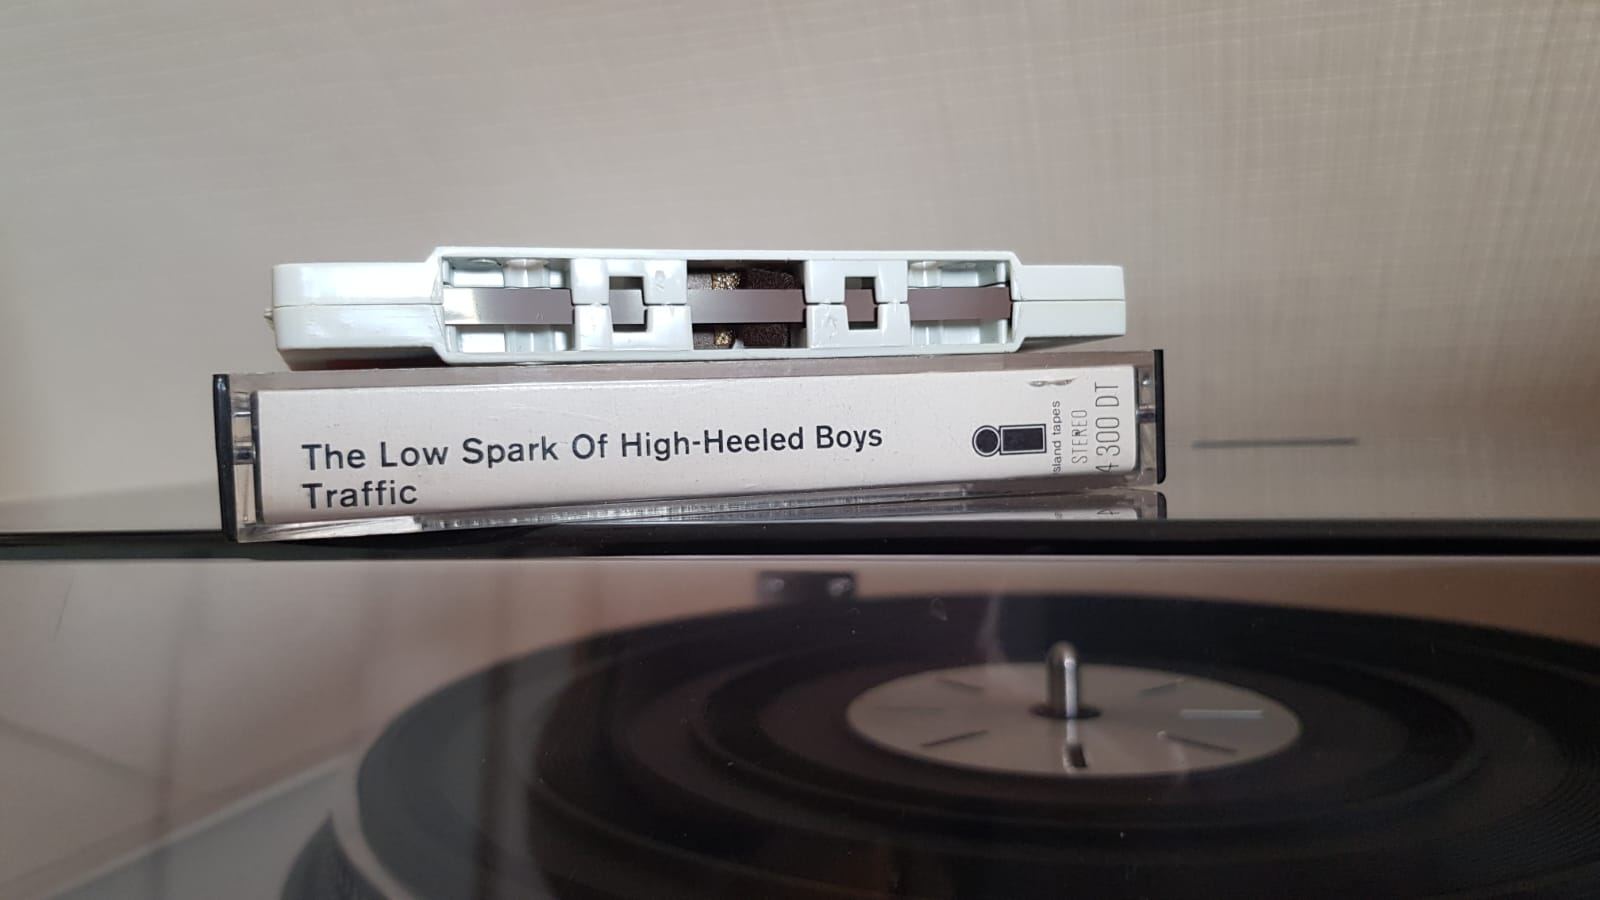 The Low Spark Of High-Heeled Boys
Traffic
island tapes
STEREO
4 300 DT